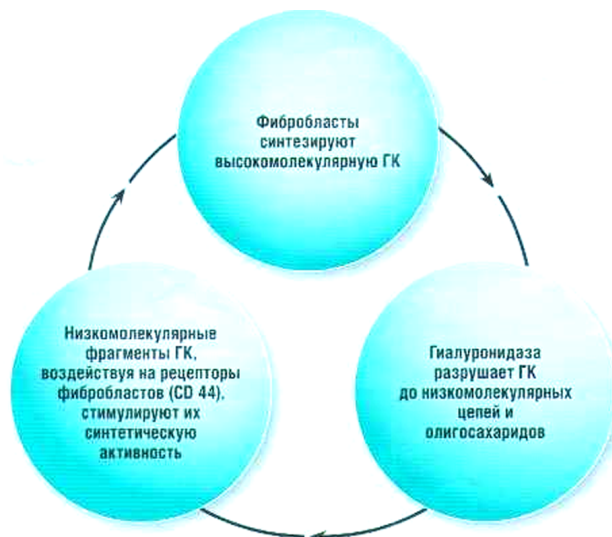 Фибробласты
синтезируют
высокомолекулярную ГК
Гиалуронидаза
разрушает ГК
до низкомолекулярных
цепей и
олигосахаридов
Низкомолекулярные
фрагменты ГК,
воздействуя на рецепторы
фибробластов (CD 44),
стимулируют их
синтетическую
активность